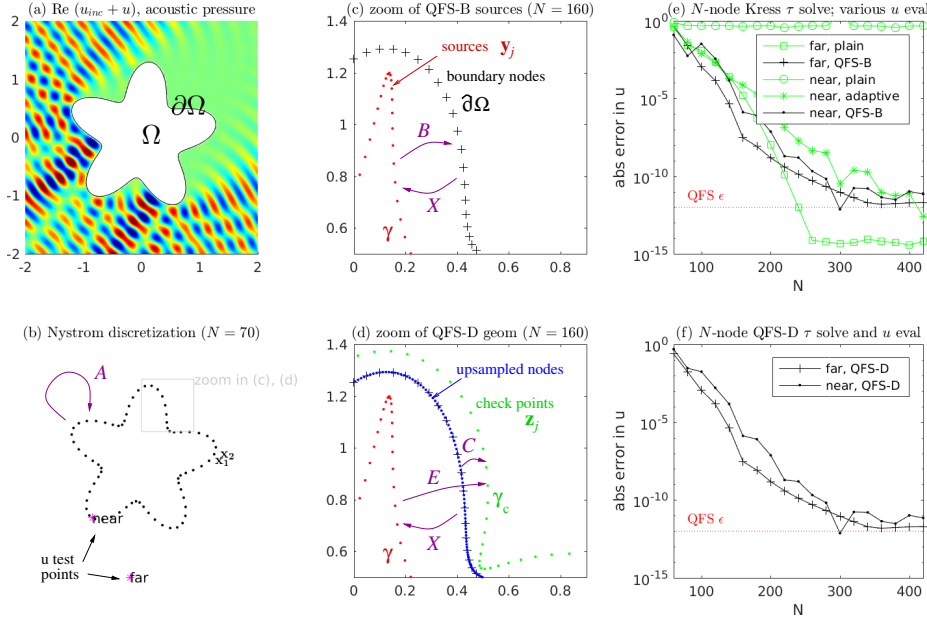 (a) Re (u_inc + u), acoustic pressure
2
1
0
-1
-2
-2
-1
0
1
2
Ω
∂Ω
(c) zoom of QFS-B sources (N = 160)
1.4
1.2
1
0.8
0.6
0
0.2
0.4
0.6
0.8
sources y_j
boundary nodes
∂Ω
B
X
γ
(e) N-node Kress τ solve; various u eval
abs error in u
10^0
10^-5
10^-10
10^-15
100
200
300
400
N
far, plain
far, QFS-B
near, plain
near, adaptive
near, QFS-B
QFS ϵ
(b) Nystrom discretization (N = 70)
A
zoom in (c), (d)
x_1
x_2
near
u test
points
far
(d) zoom of QFS-D geom (N = 160)
1.4
1.2
1
0.8
0.6
0
0.2
0.4
0.6
0.8
upsampled nodes
check points
z_j
C
E
γ_c
X
γ
(f) N-node QFS-D τ solve and u eval
abs error in u
10^0
10^-5
10^-10
10^-15
100
200
300
400
N
far, QFS-D
near, QFS-D
QFS ϵ